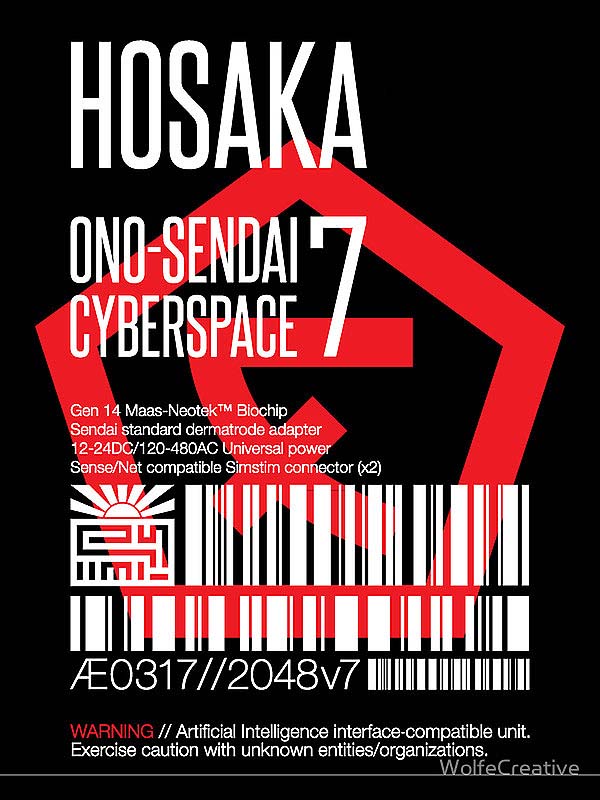 HOSAKA
ONO-SENDAI 7
CYBERSPACE
Gen 14 Maas-Neotek™ Biochip
Sendai standard dermatrode adapter
12-24DC/120-480AC Universal power
Sense/Net compatible Simstim connector (x2)
ÆO317//2048v7
WARNING // Artificial Intelligence interface-compatible unit.
Exercise caution with unknown entities/organizations.
WolfeCreative